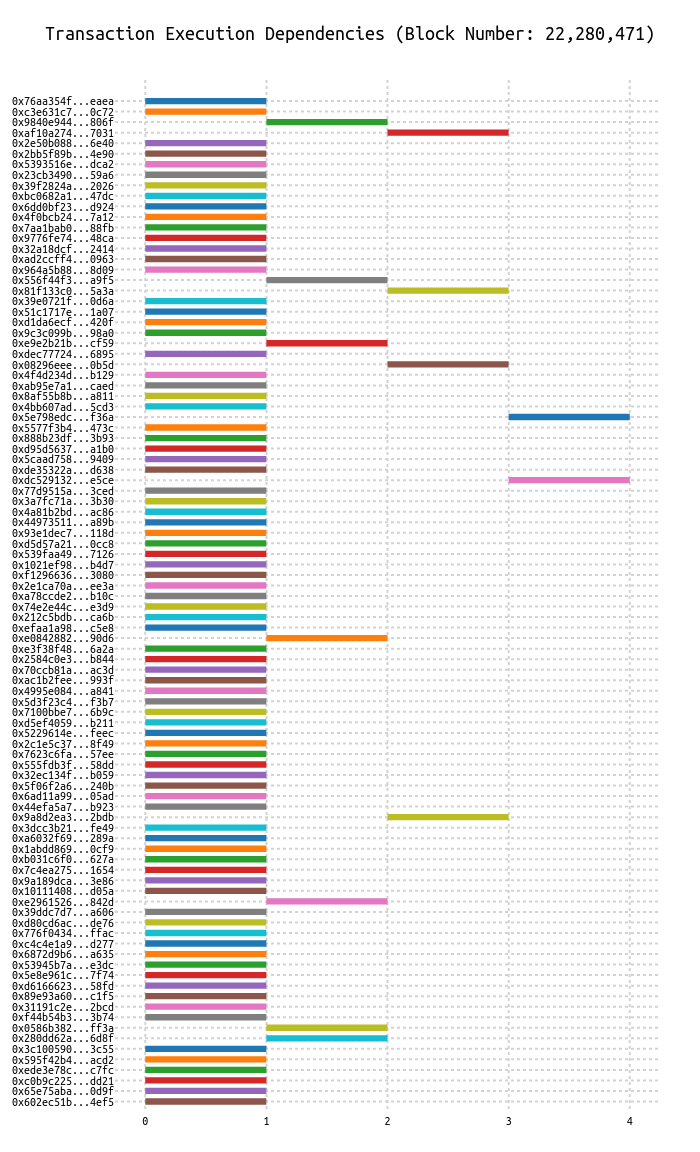 Transaction Execution Dependencies (Block Number: 22,280,471)
0x76aa354f...eaea
0xc3e631c7...0c72
0x9840e944...806f
0xaf10a274...7031
0x2e50b088...6e40
0x2bb5f89b...4e90
0x5393516e...dca2
0x23cb3490...59a6
0x39f2824a...2026
0xbc0682a1...47dc
0x6dd0bf23...d924
0x4f0bcb24...7a12
0x7aa1bab0...88fb
0x9776fe74...48ca
0x32a18dcf...2414
0xad2ccff4...0963
0x964a5b88...8d09
0x556f44f3...a9f5
0x81f133c0...5a3a
0x39e0721f...0d6a
0x51c1717e...1a07
0xd1da6ecf...420f
0x9c3c099b...98a0
0xe9e2b21b...cf59
0xdec77724...6895
0x08296eee...0b5d
0x4f4d234d...b129
0xab95e7a1...caed
0x8af55b8b...a811
0x4bb607ad...5cd3
0x5e798edc...f36a
0x5577f3b4...473c
0x888b23df...3b93
0xd95d5637...a1b0
0x5caad758...9409
0xde35322a...d638
0xdc529132...e5ce
0x77d9515a...3ced
0x3a7fc71a...3b30
0x4a81b2bd...ac86
0x44973511...a89b
0x93e1dec7...118d
0xd5d57a21...0cc8
0x539faa49...7126
0x1021ef98...b4d7
0xf1296636...3080
0x2e1ca70a...ee3a
0xa78ccde2...b10c
0x74e2e44c...e3d9
0x212c5bdb...ca6b
0xefaa1a98...c5e8
0xe0842882...90d6
0xe3f38f48...6a2a
0x2584c0e3...b844
0x70ccb81a...ac3d
0xac1b2fee...993f
0x4995e084...a841
0x5d3f23c4...f3b7
0x7100bbe7...6b9c
0xd5ef4059...b211
0x5229614e...feec
0x2c1e5c37...8f49
0x7623c6fa...57ee
0x555fdb3f...58dd
0x32ec134f...b059
0x5f06f2a6...240b
0x6ad11a99...05ad
0x44efa5a7...b923
0x9a8d2ea3...2bdb
0x3dcc3b21...fe49
0xa6032f69...289a
0x1abdd869...0cf9
0xb031c6f0...627a
0x7c4ea275...1654
0x9a189dca...3e86
0x10111408...d05a
0xe2961526...842d
0x39ddc7d7...a606
0xd80cd6ac...de76
0x776f0434...ffac
0xc4c4e1a9...d277
0x6872d9b6...a635
0x53945b7a...e3dc
0x5e8e961c...7f74
0xd6166623...58fd
0x89e93a60...c1f5
0x31191c2e...2bcd
0xf44b54b3...3b74
0x0586b382...ff3a
0x280dd62a...6d8f
0x3c100590...3c55
0x595f42b4...acd2
0xede3e78c...c7fc
0xc0b9c225...dd21
0x65e75aba...0d9f
0x602ec51b...4ef5
0 1 2 3 4